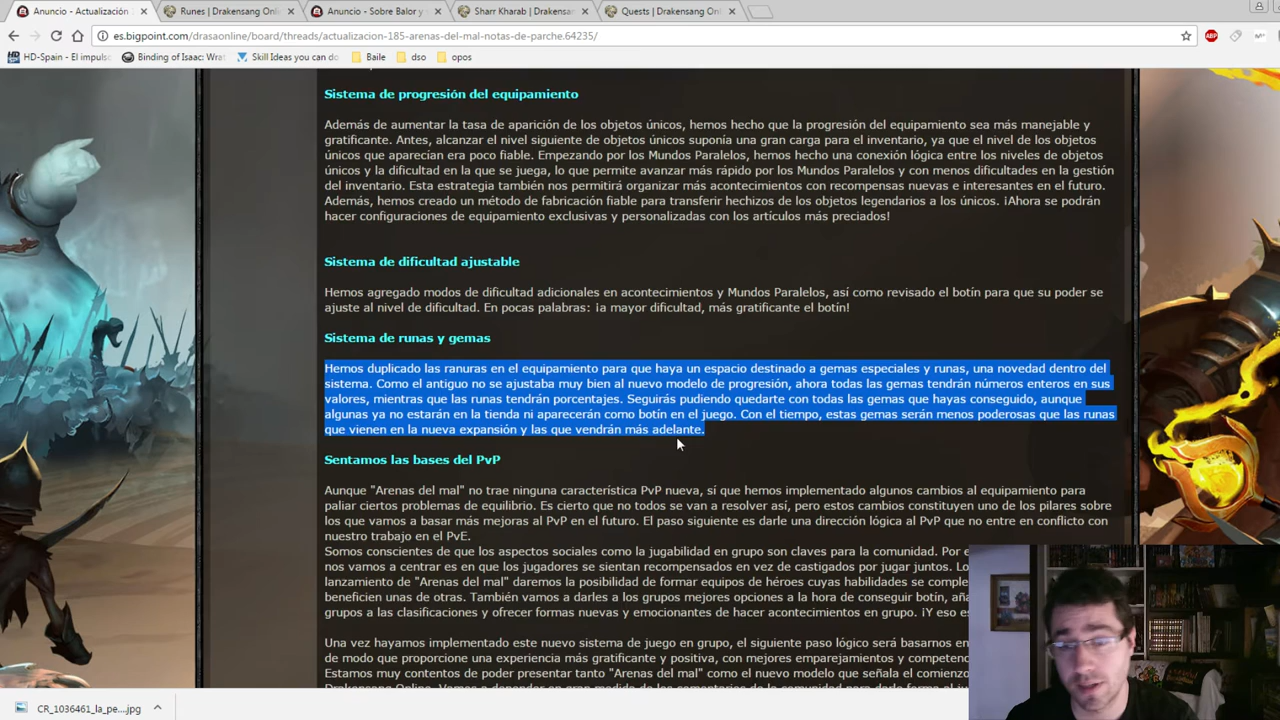 Anuncio - Actualización
Runes | Drakensang Onli
Anuncio - Sobre Balor y
Sharr Kharab | Drakensan
Quests | Drakensang Onl
es.bigpoint.com/drasaonline/board/threads/actualizacion-185-arenas-del-mal-notas-de-parche.64235/
ABP
HD-Spain - El impuls
Binding of Isaac: Wra
Skill Ideas you can do
Baile
dso
opos
Sistema de progresión del equipamiento
Además de aumentar la tasa de aparición de los objetos únicos, hemos hecho que la progresión del equipamiento sea más manejable y
gratificante. Antes, alcanzar el nivel siguiente de objetos únicos suponía una gran carga para el inventario, ya que el nivel de los objetos
únicos que aparecían era poco fiable. Empezando por los Mundos Paralelos, hemos hecho una conexión lógica entre los niveles de objetos
únicos y la dificultad en la que se juega, lo que permite avanzar más rápido por los Mundos Paralelos y con menos dificultades en la gestión
del inventario. Esta estrategia también nos permitirá organizar más acontecimientos con recompensas nuevas e interesantes en el futuro.
Además, hemos creado un método de fabricación fiable para transferir hechizos de los objetos legendarios a los únicos. ¡Ahora se podrán
hacer configuraciones de equipamiento exclusivas y personalizadas con los artículos más preciados!
Sistema de dificultad ajustable
Hemos agregado modos de dificultad adicionales en acontecimientos y Mundos Paralelos, así como revisado el botín para que su poder se
ajuste al nivel de dificultad. En pocas palabras: ¡a mayor dificultad, más gratificante el botín!
Sistema de runas y gemas
Hemos duplicado las ranuras en el equipamiento para que haya un espacio destinado a gemas especiales y runas, una novedad dentro del
sistema. Como el antiguo no se ajustaba muy bien al nuevo modelo de progresión, ahora todas las gemas tendrán números enteros en sus
valores, mientras que las runas tendrán porcentajes. Seguirás pudiendo quedarte con todas las gemas que hayas conseguido, aunque
algunas ya no estarán en la tienda ni aparecerán como botín en el juego. Con el tiempo, estas gemas serán menos poderosas que las runas
que vienen en la nueva expansión y las que vendrán más adelante.
Sentamos las bases del PvP
Aunque "Arenas del mal" no trae ninguna característica PvP nueva, sí que hemos implementado algunos cambios al equipamiento para
paliar ciertos problemas de equilibrio. Es cierto que no todos se van a resolver así, pero estos cambios constituyen uno de los pilares sobre
los que vamos a basar más mejoras al PvP en el futuro. El paso siguiente es darle una dirección lógica al PvP que no entre en conflicto con
nuestro trabajo en el PvE.
Somos conscientes de que los aspectos sociales como la jugabilidad en grupo son claves para la comunidad. Por e
nos vamos a centrar es en que los jugadores se sientan recompensados en vez de castigados por jugar juntos. Lo
lanzamiento de "Arenas del mal" daremos la posibilidad de formar equipos de héroes cuyas habilidades se comple
beneficien unas de otras. También vamos a darles a los grupos mejores opciones a la hora de conseguir botín, aña
grupos a las clasificaciones y ofrecer formas nuevas y emocionantes de hacer acontecimientos en grupo. ¡Y eso es
Una vez hayamos implementado este nuevo sistema de juego en grupo, el siguiente paso lógico será basarnos en
de modo que proporcione una experiencia más gratificante y positiva, con mejores emparejamientos y competenc
Estamos muy contentos de poder presentar tanto "Arenas del mal" como el nuevo modelo que señala el comienzo
CR_1036461_la_pe....jpg